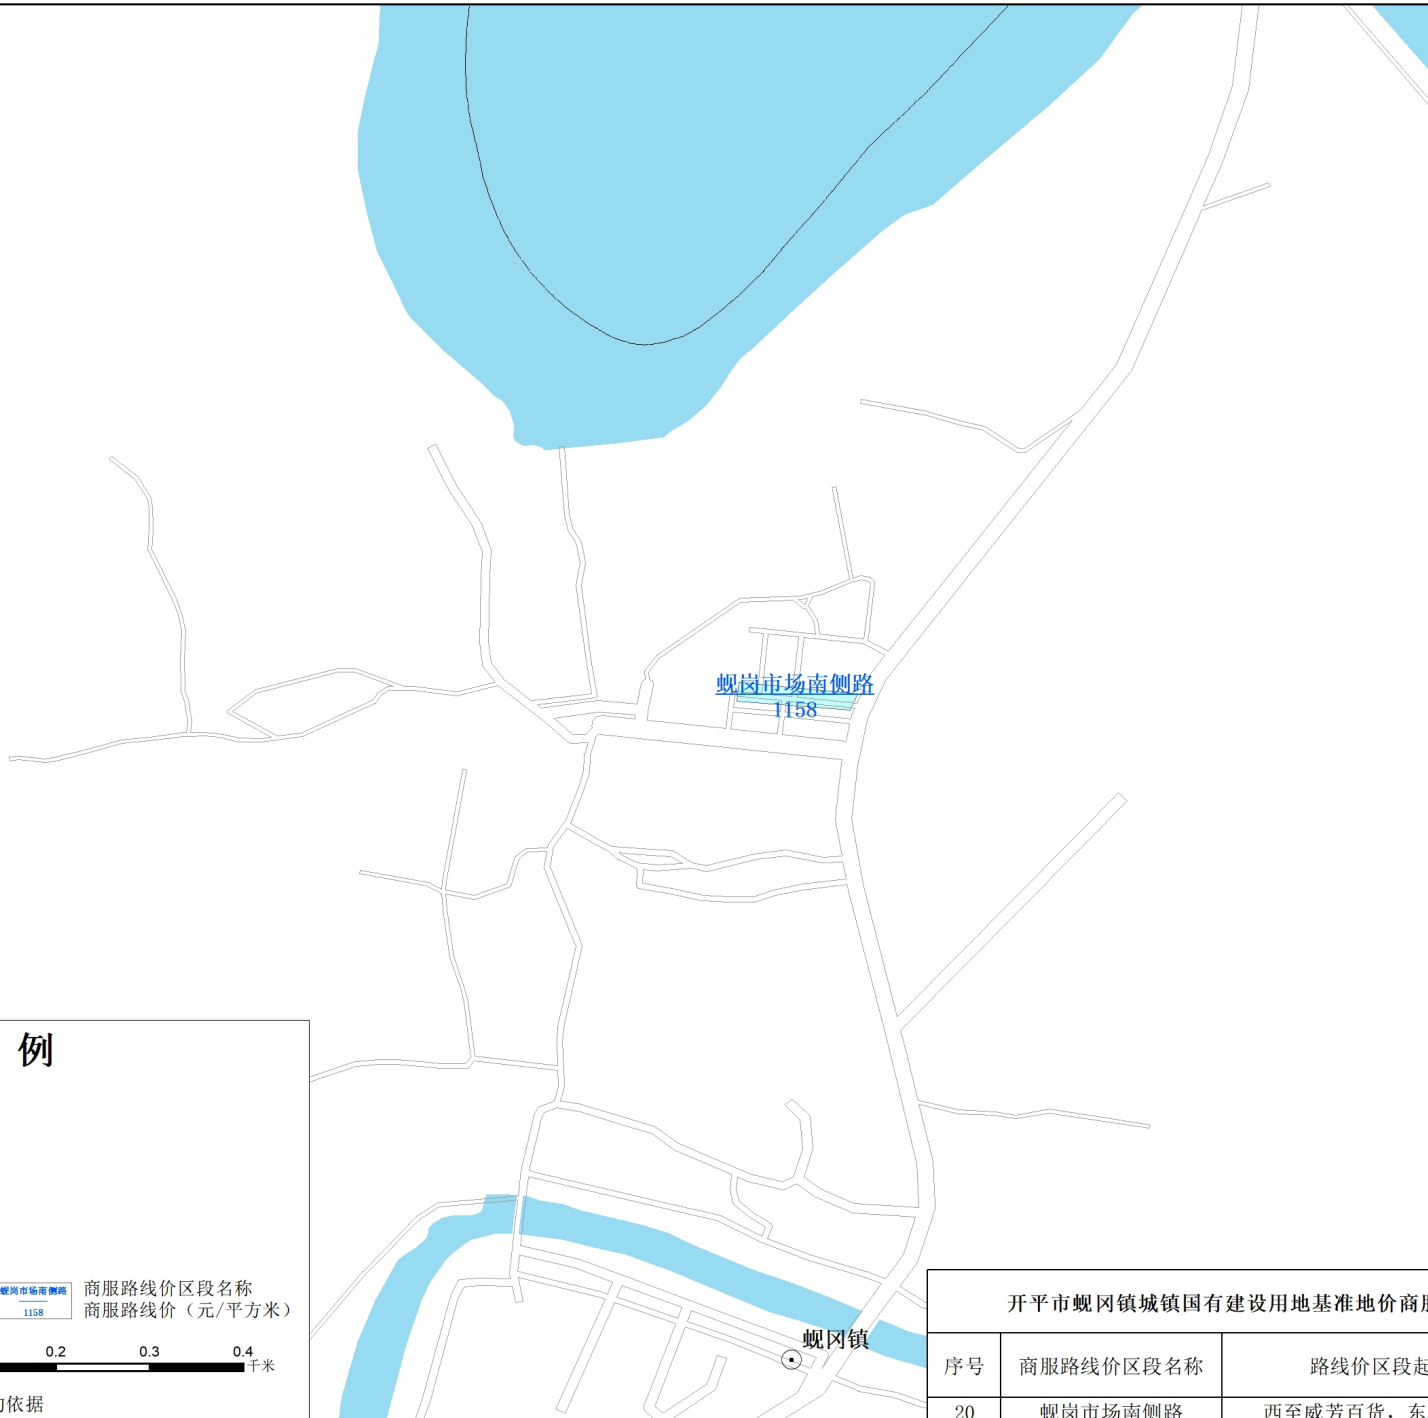 蚬岗市场南侧路
1158
例
蚬岗市场南侧路
1158
商服路线价区段名称
商服路线价（元/平方米）
0.2 0.3 0.4
千米
依据
蚬冈镇
开平市蚬冈镇城镇国有建设用地基准地价商
序号 商服路线价区段名称 路线价区段
20 蚬岗市场南侧路 西至威芳百货，东